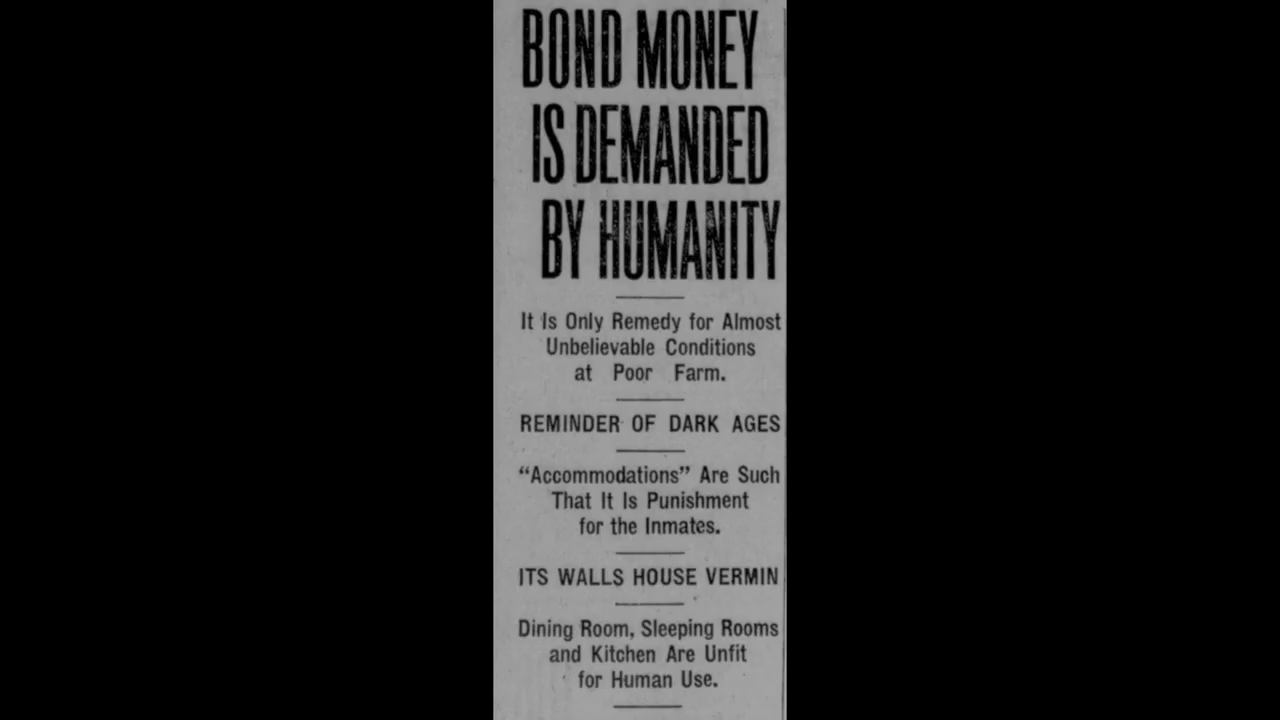 BOND MONEY
IS DEMANDED
BY HUMANITY
It Is Only Remedy for Almost
Unbelievable Conditions
at Poor Farm.
REMINDER OF DARK AGES
“Accommodations” Are Such
That It Is Punishment
for the Inmates.
ITS WALLS HOUSE VERMIN
Dining Room, Sleeping Rooms
and Kitchen Are Unfit
for Human Use.